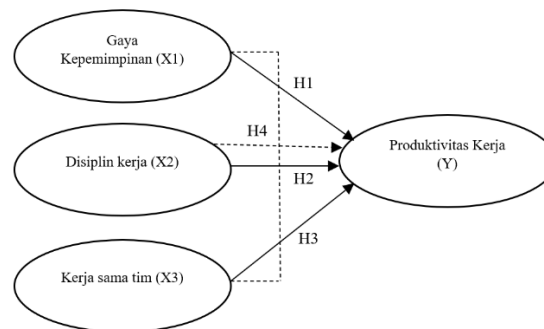 Gaya
Kepemimpinan (X1)
H1
H4
Disiplin kerja (X2)
Produktivitas Kerja
(Y)
H2
H3
Kerja sama tim (X3)